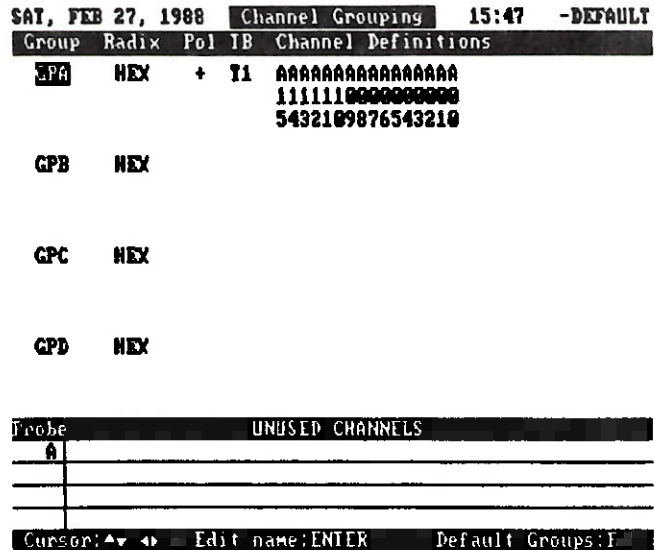 SAT, FEB 27, 1988 Channel Grouping 15:47 -DEFAULT
Group Radix Pol TB Channel Definitions
GPA HEX + T1 AAAAAAAAAAAAAAAA
1111110000000000
5432109876543210
GPB HEX
GPC HEX
GPD HEX
Probe UNUSED CHANNELS
A
Cursor:▲▼ ◀▶ Edit name:ENTER Default Groups:F